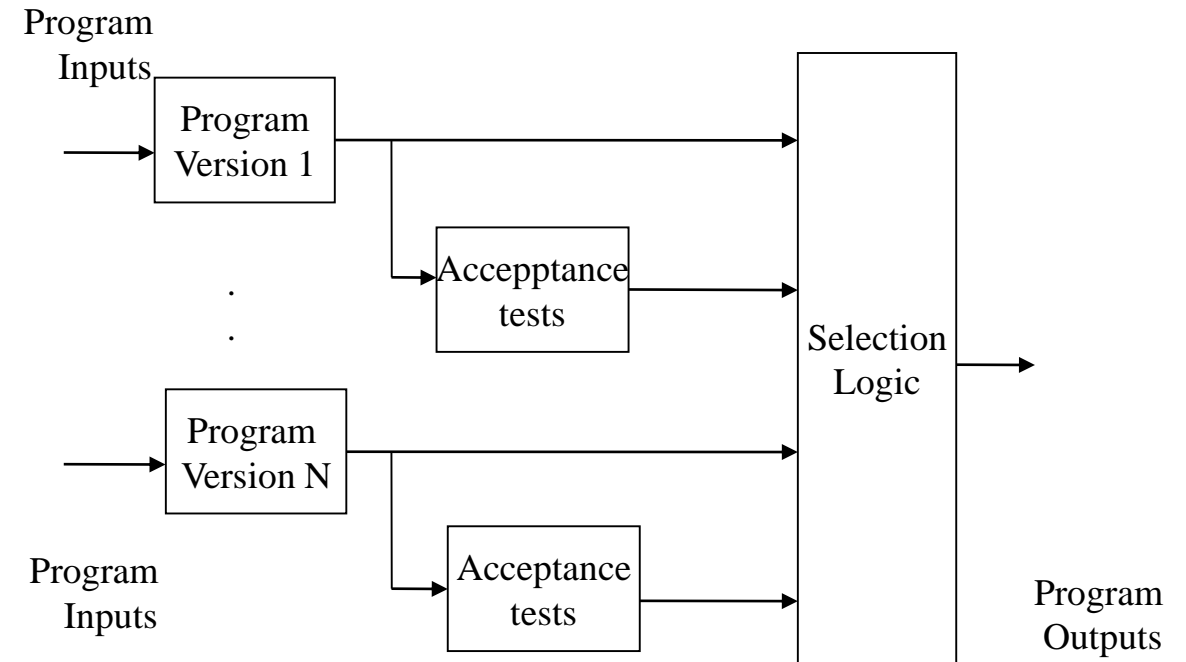 Program
Inputs
Program
Version 1
Accepptance
tests
.
.
Selection
Logic
Program
Version N
Acceptance
tests
Program
Inputs
Program
Outputs